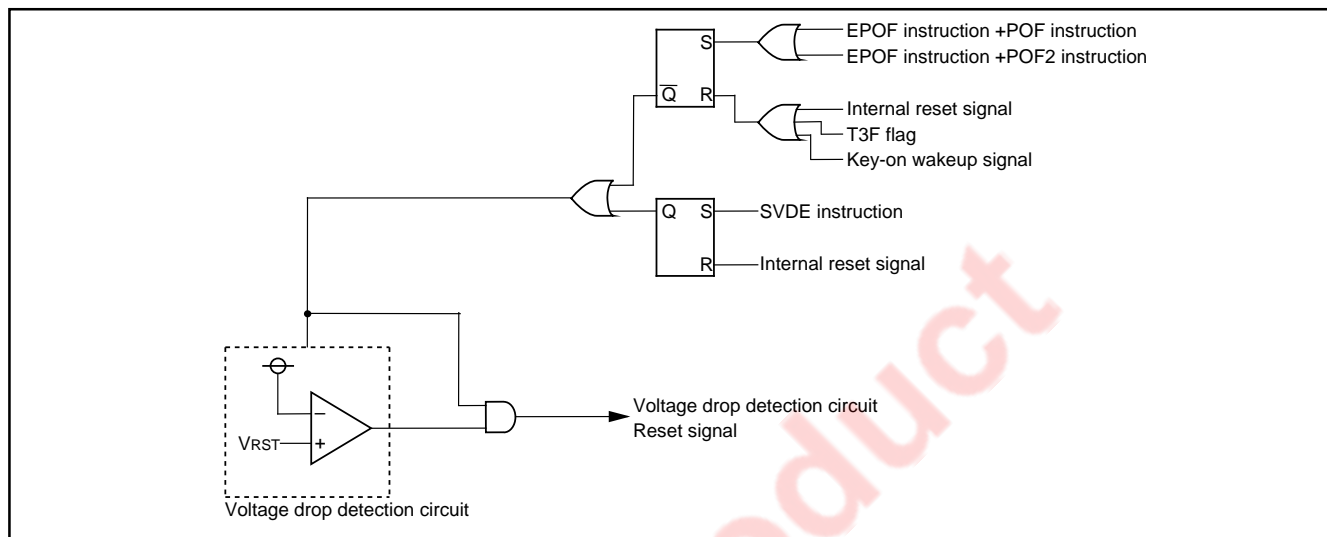 EPOF instruction +POF instruction
S
EPOF instruction +POF2 instruction
Q R
Internal reset signal
T3F flag
Key-on wakeup signal
Q S SVDE instruction
R Internal reset signal
−
VRST +
Voltage drop detection circuit
Reset signal
Voltage drop detection circuit